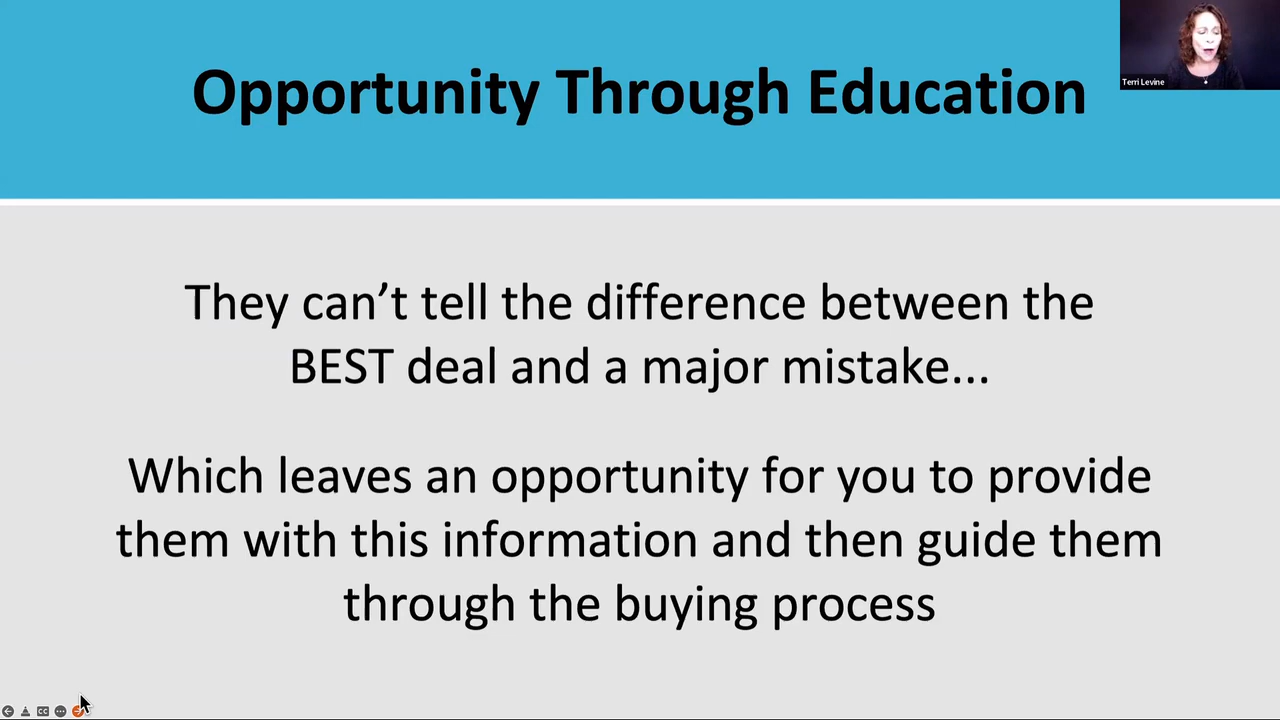 Opportunity Through Education
Terri Levine
They can’t tell the difference between the
BEST deal and a major mistake...
Which leaves an opportunity for you to provide
them with this information and then guide them
through the buying process
CC